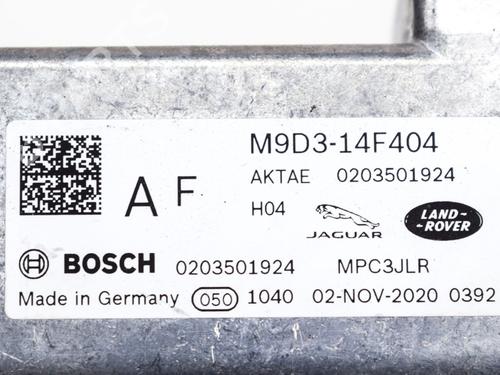 M9D3-14F404
A F
AKTAE 0203501924
H04 JAGUAR LAND-ROVER
BOSCH 0203501924 MPC3JLR
Made in Germany 050 1040 02-NOV-2020 0392